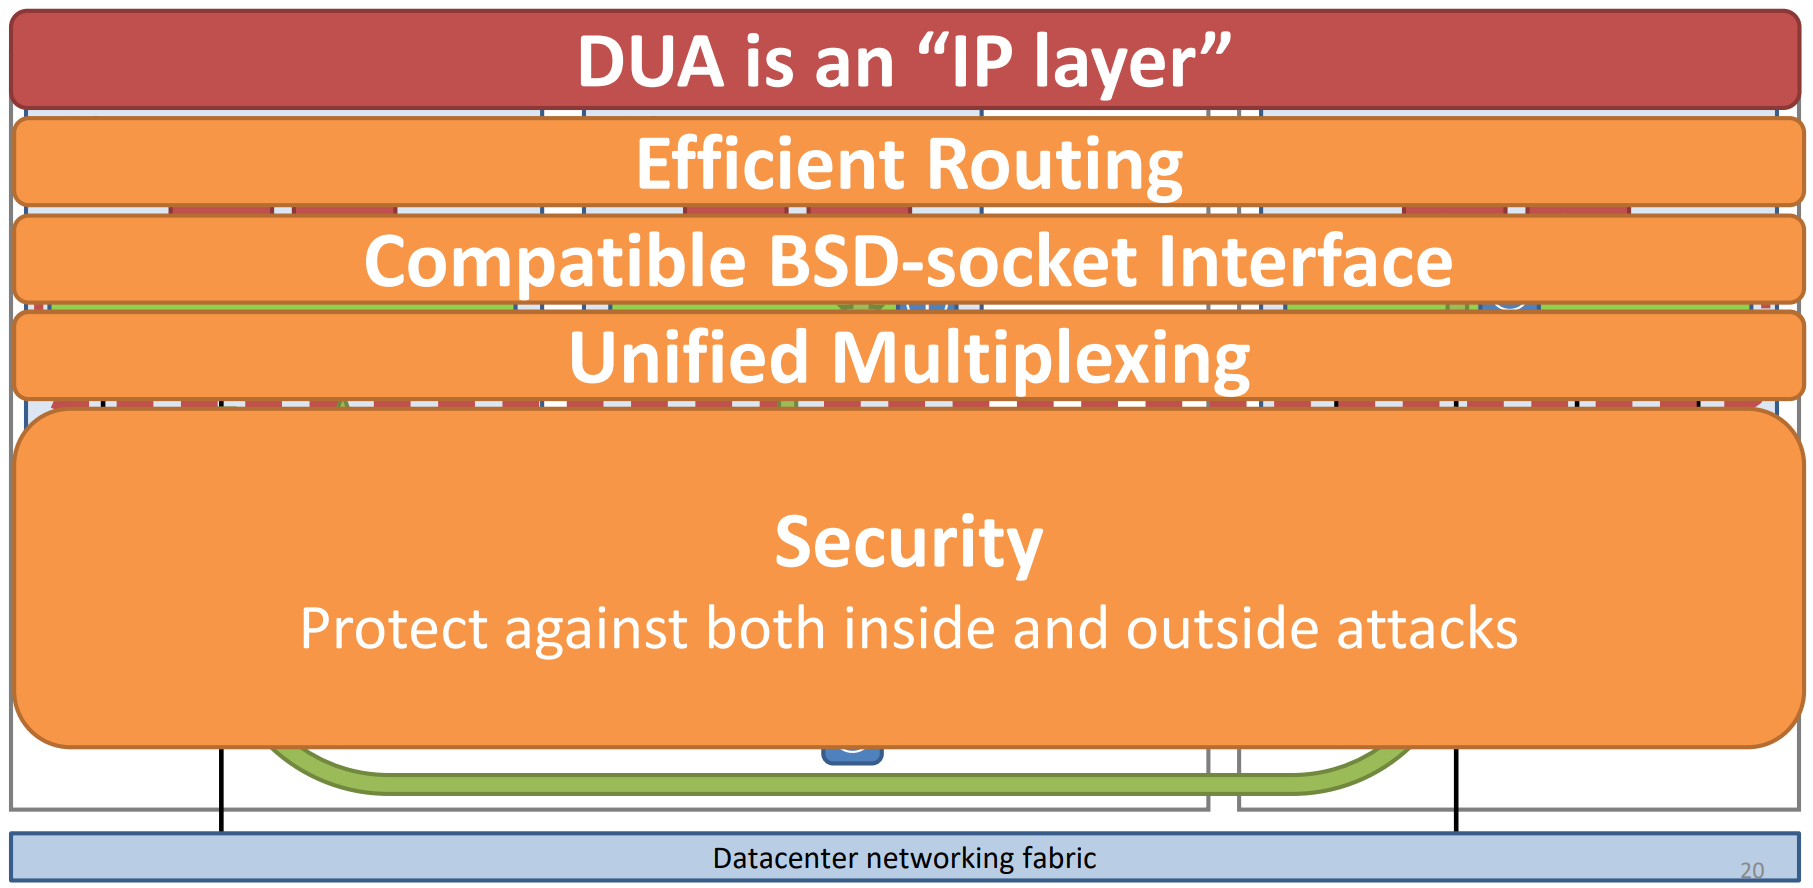 DUA is an “IP layer”
Efficient Routing
Compatible BSD-socket Interface
Unified Multiplexing
Security
Protect against both inside and outside attacks
Datacenter networking fabric
20